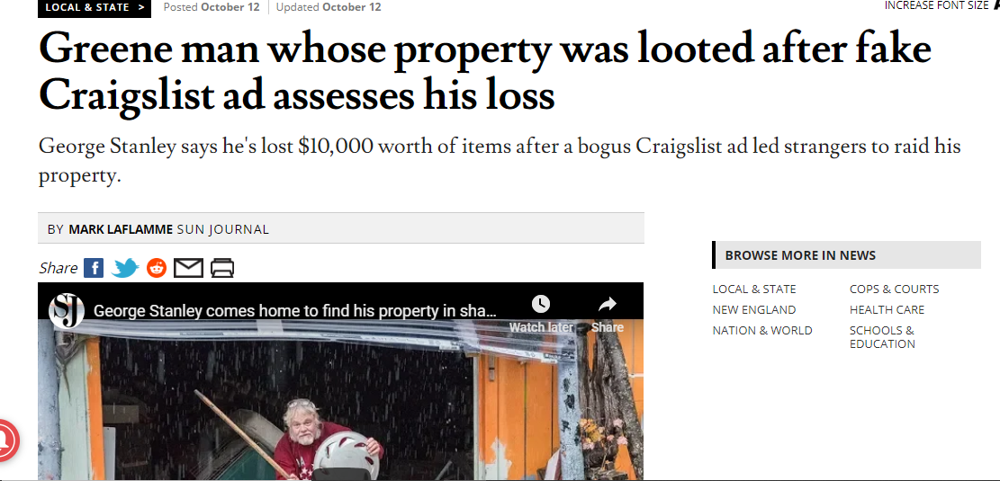 LOCAL & STATE >
Posted October 12
Updated October 12
INCREASE FONT SIZE
Greene man whose property was looted after fake
Craigslist ad assesses his loss
George Stanley says he's lost $10,000 worth of items after a bogus Craigslist ad led strangers to raid his
property.
BY MARK LAFLAMME SUN JOURNAL
Share
SJ
George Stanley comes home to find his property in sha...
Watch later
Share
BROWSE MORE IN NEWS
LOCAL & STATE
COPS & COURTS
NEW ENGLAND
HEALTH CARE
NATION & WORLD
SCHOOLS &
EDUCATION